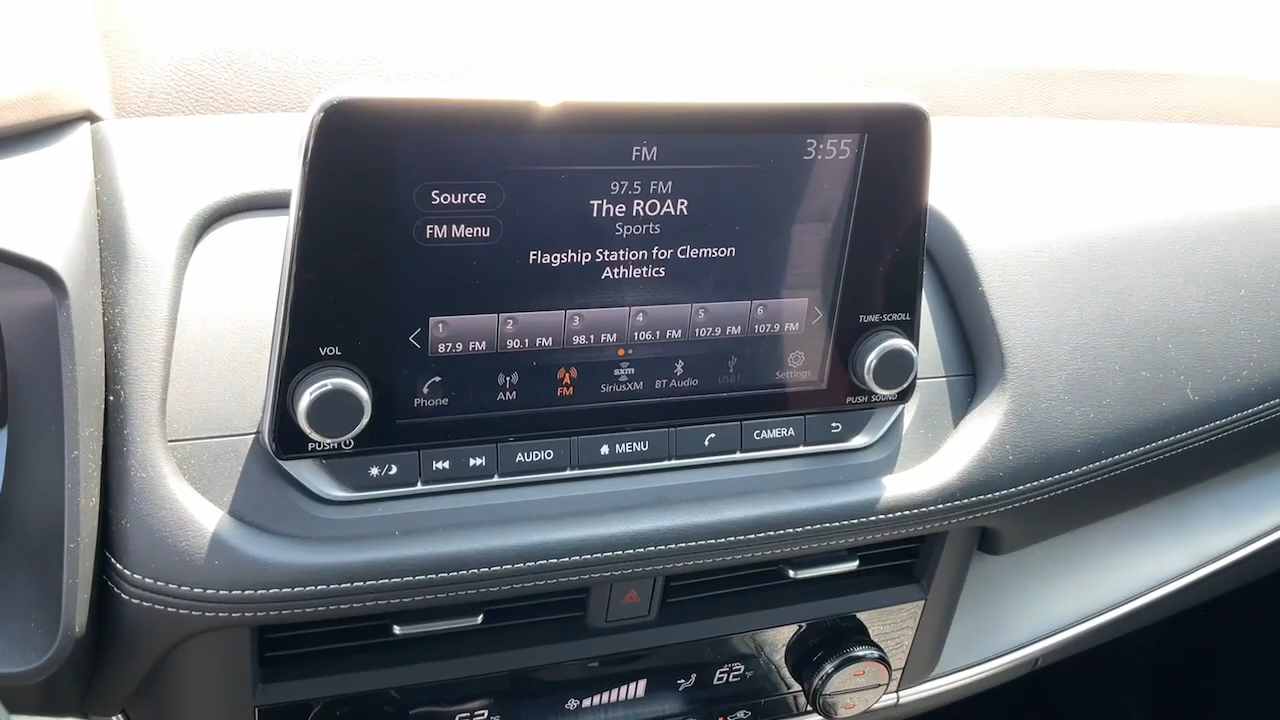 FM
3:55
Source
97.5 FM
The ROAR
Sports
FM Menu
Flagship Station for Clemson
Athletics
1
87.9 FM
2
90.1 FM
3
98.1 FM
4
106.1 FM
5
107.9 FM
6
107.9 FM
Phone
AM
FM
sxm
SiriusXM
BT Audio
USB1
Settings
VOL
PUSH
TUNE·SCROLL
PUSH SOUND
AUDIO
MENU
CAMERA
62°F